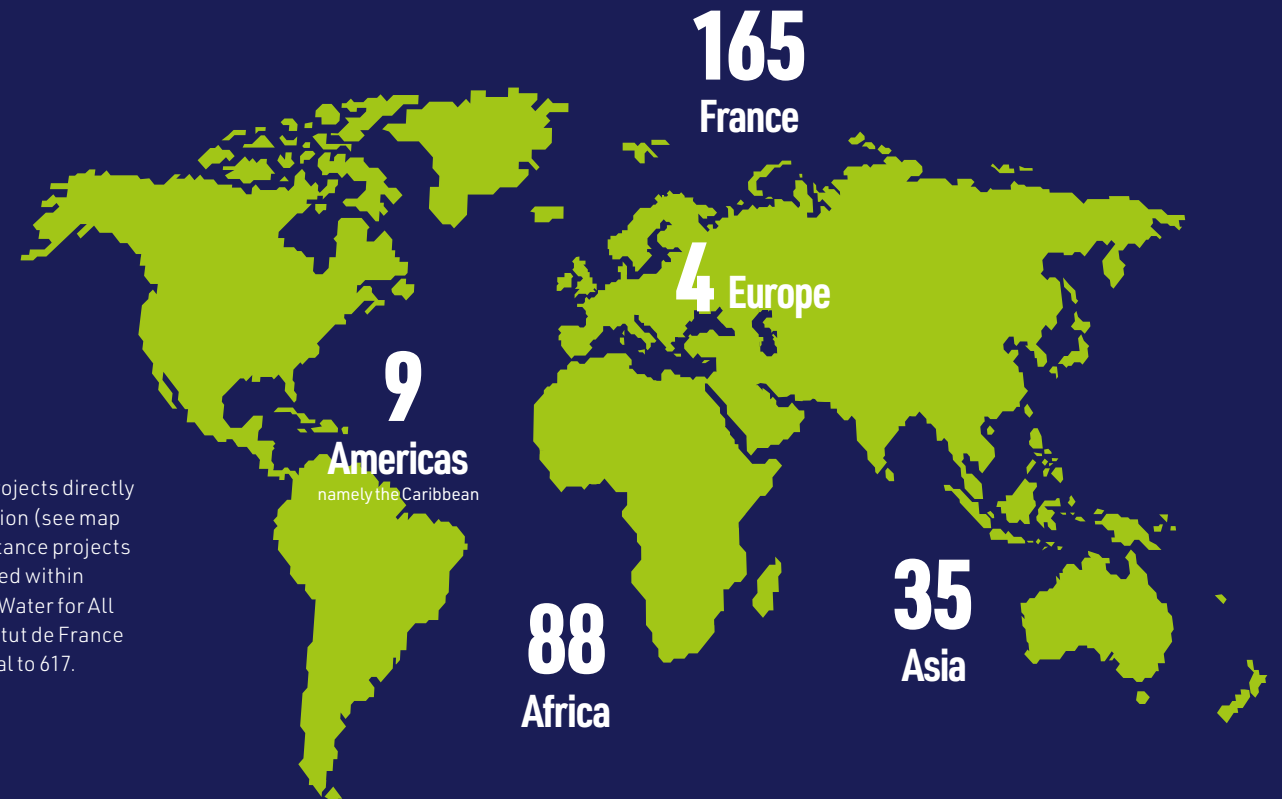 165
France
4 Europe
9
Americas
namely the Caribbean
ojects directly
ion (see map
tance projects
ed within
Water for All
tut de France
al to 617.
35
Asia
88
Africa